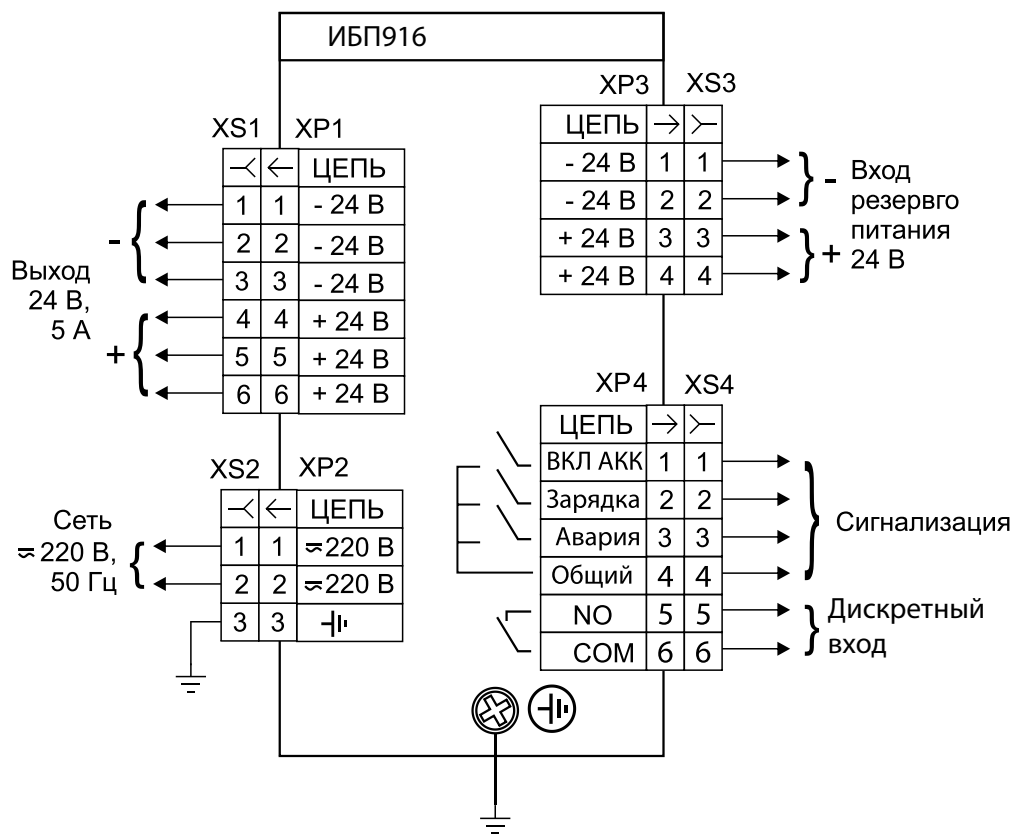 ИБП916
XS1 XP1
ЦЕПЬ
1 1 - 24 В
2 2 - 24 В
3 3 - 24 В
4 4 + 24 В
5 5 + 24 В
6 6 + 24 В
-
+
Выход
24 В,
5 А
XS2 XP2
ЦЕПЬ
1 1 ≂220 В
2 2 ≂220 В
3 3
Сеть
≂220 В,
50 Гц
XP3 XS3
ЦЕПЬ
- 24 В 1 1
- 24 В 2 2
+ 24 В 3 3
+ 24 В 4 4
-
+
Вход
резервго
питания
24 В
XP4 XS4
ЦЕПЬ
ВКЛ АКК 1 1
Зарядка 2 2
Авария 3 3
Общий 4 4
NO 5 5
COM 6 6
Сигнализация
Дискретный
вход